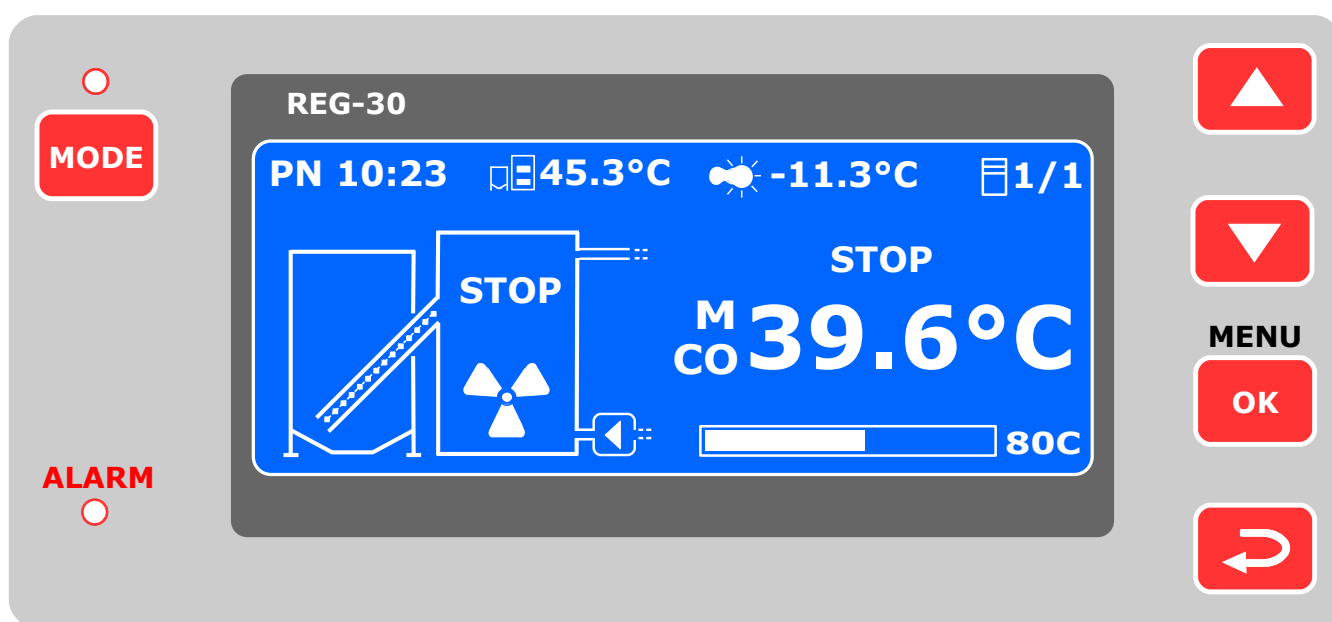 REG-30
MODE
PN 10:23 45.3°C -11.3°C 1/1
STOP
STOP
M
CO 39.6°C
80C
MENU
OK
ALARM